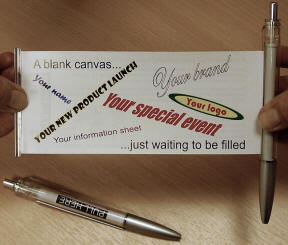 A blank canvas...
Your brand
Your name
YOUR NEW PRODUCT LAUNCH
Your logo
Your special event
Your information sheet
...just waiting to be filled
PULL HERE